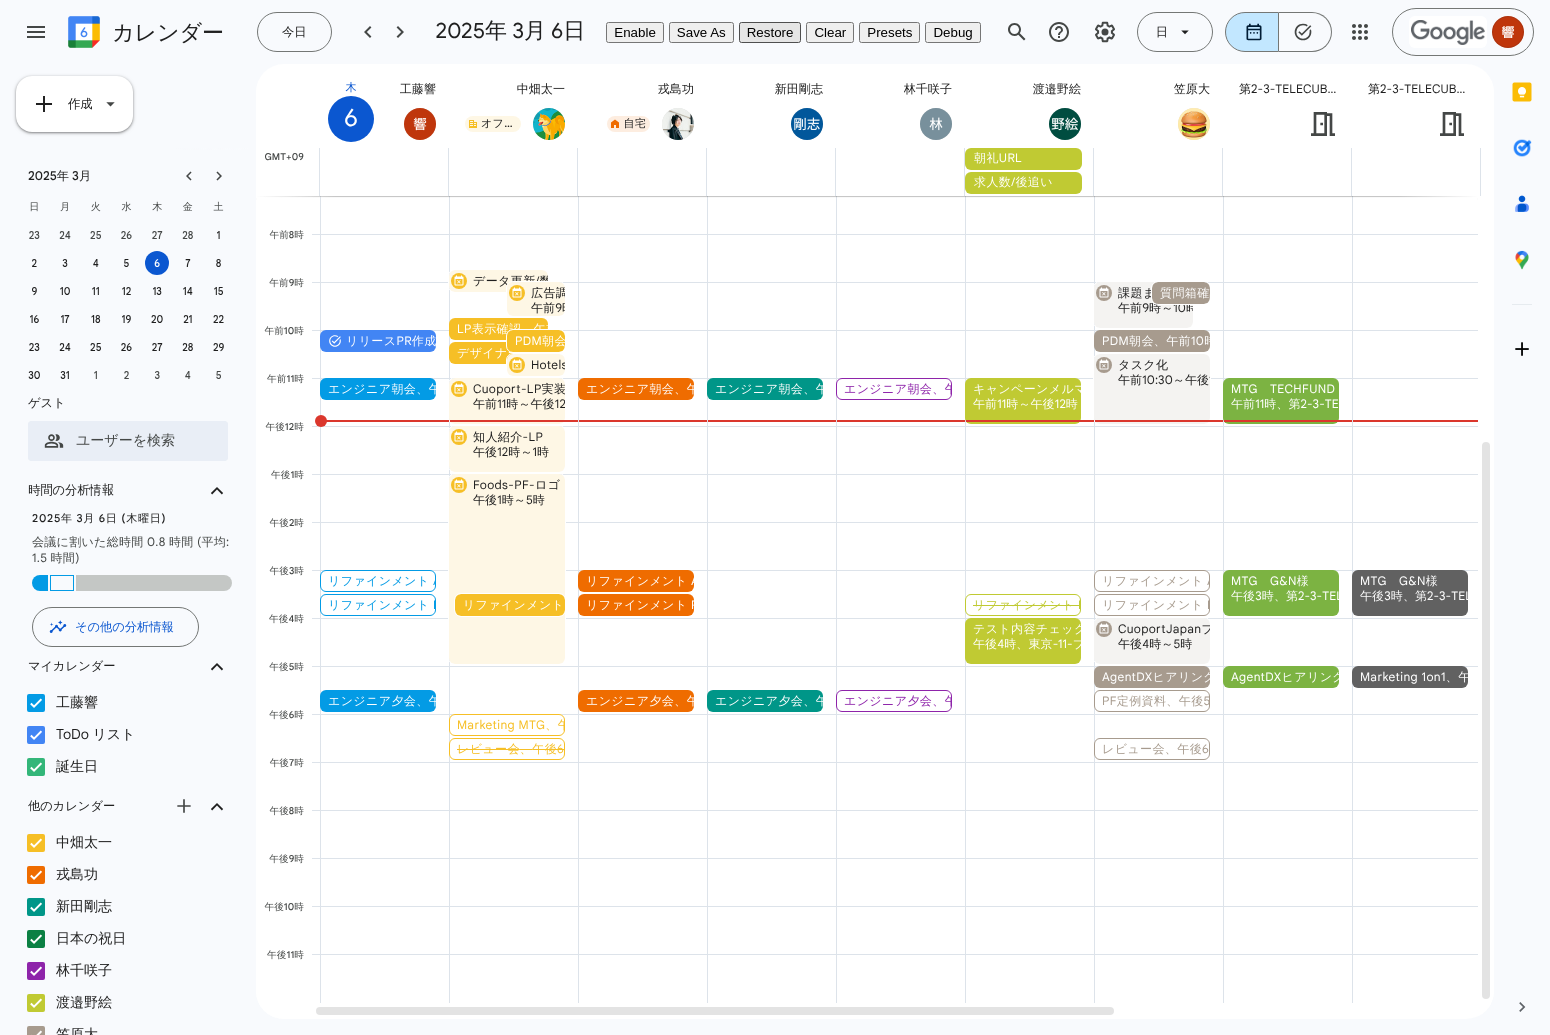 カレンダー
今日
2025年 3月 6日
Enable
Save As
Restore
Clear
Presets
Debug
日
Google
響
作成
2025年 3月
日 月 火 水 木 金 土
23 24 25 26 27 28 1
2 3 4 5 6 7 8
9 10 11 12 13 14 15
16 17 18 19 20 21 22
23 24 25 26 27 28 29
30 31 1 2 3 4 5
ゲスト
ユーザーを検索
時間の分析情報
2025年 3月 6日 (木曜日)
会議に割いた総時間 0.8 時間 (平均:
1.5 時間)
その他の分析情報
マイカレンダー
工藤響
ToDo リスト
誕生日
他のカレンダー
中畑太一
戎島功
新田剛志
日本の祝日
林千咲子
渡邉野絵
笠原大
木
6
工藤響
響
中畑太一
オフ...
戎島功
自宅
新田剛志
剛志
林千咲子
林
渡邉野絵
野絵
笠原大
第2-3-TELECUB...
第2-3-TELECUB...
GMT+09
朝礼URL
求人数/後追い
午前8時
午前9時
午前10時
午前11時
午後12時
午後1時
午後2時
午後3時
午後4時
午後5時
午後6時
午後7時
午後8時
午後9時
午後10時
午後11時
リリースPR作成
エンジニア朝会、午
リファインメント
リファインメント
エンジニア夕会、午
データ更新/
広告調
午前9
LP表示確認、午
PDM朝会
デザイナ
Hotels
Cuoport-LP実装
午前11時～午後12
知人紹介-LP
午後12時～1時
Foods-PF-ロゴ
午後1時～5時
リファインメント
Marketing MTG、午
レビュー会、午後6
エンジニア朝会、午
リファインメント
リファインメント
エンジニア夕会、午
エンジニア朝会、午
エンジニア夕会、午
エンジニア朝会、午
エンジニア夕会、午
キャンペーンメルマ
午前11時～午後12時
リファインメント
テスト内容チェック
午後4時、東京-11-
課題ま
午前9時～10時
質問箱確
PDM朝会、午前10時
タスク化
午前10:30～午後
リファインメント
リファインメント
CuoportJapan
午後4時～5時
AgentDXヒアリング
PF定例資料、午後5
レビュー会、午後6
MTG　TECHFUND
午前11時、第2-3-TE
MTG　G&N様
午後3時、第2-3-TEL
AgentDXヒアリング
MTG　G&N様
午後3時、第2-3-TEL
Marketing 1on1、午